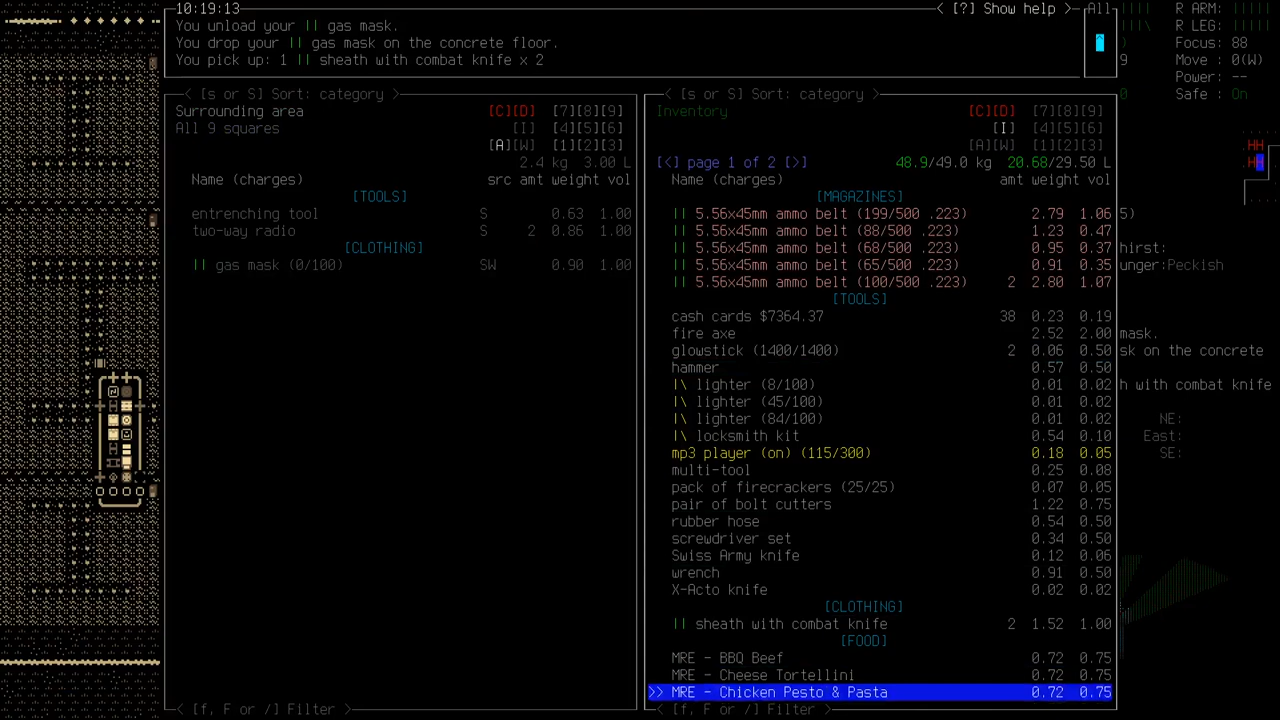 10:19:13 < [?] Show help > All R ARM:
You unload your || gas mask. R LEG:
You drop your || gas mask on the concrete floor. Focus: 88
You pick up: 1 || sheath with combat knife x 2 9 Move : 0(W)
Power: --
0 Safe : On
< [s or S] Sort: category > < [s or S] Sort: category >
Surrounding area [C][D] [7][8][9] Inventory [C][D] [7][8][9]
All 9 squares [I] [4][5][6] [I] [4][5][6]
[A][W] [1][2][3] [A][W] [1][2][3]
2.4 kg 3.00 L [<] page 1 of 2 [>] 48.9/49.0 kg 20.68/29.50 L
Name (charges) src amt weight vol Name (charges) amt weight vol
[TOOLS] [MAGAZINES]
entrenching tool S 0.63 1.00 || 5.56x45mm ammo belt (199/500 .223) 2.79 1.06 5)
two-way radio S 2 0.86 1.00 || 5.56x45mm ammo belt (88/500 .223) 1.23 0.47
[CLOTHING] || 5.56x45mm ammo belt (68/500 .223) 0.95 0.37 hirst:
|| gas mask (0/100) SW 0.90 1.00 || 5.56x45mm ammo belt (65/500 .223) 0.91 0.35 unger:Peckish
|| 5.56x45mm ammo belt (100/500 .223) 2 2.80 1.07
[TOOLS]
cash cards $7364.37 38 0.23 0.19
fire axe 2.52 2.00 mask.
glowstick (1400/1400) 2 0.06 0.50 sk on the concrete
hammer 0.57 0.50
|\ lighter (8/100) 0.01 0.02 h with combat knife
|\ lighter (45/100) 0.01 0.02
|\ lighter (84/100) 0.01 0.02 NE:
|\ locksmith kit 0.54 0.10 East:
mp3 player (on) (115/300) 0.18 0.05 SE:
multi-tool 0.25 0.08
pack of firecrackers (25/25) 0.07 0.05
pair of bolt cutters 1.22 0.75
rubber hose 0.54 0.50
screwdriver set 0.34 0.50
Swiss Army knife 0.12 0.06
wrench 0.91 0.50
X-Acto knife 0.02 0.02
[CLOTHING]
|| sheath with combat knife 2 1.52 1.00
[FOOD]
MRE - BBQ Beef 0.72 0.75
MRE - Cheese Tortellini 0.72 0.75
>> MRE - Chicken Pesto & Pasta 0.72 0.75
< [f, F or /] Filter > < [f, F or /] Filter >